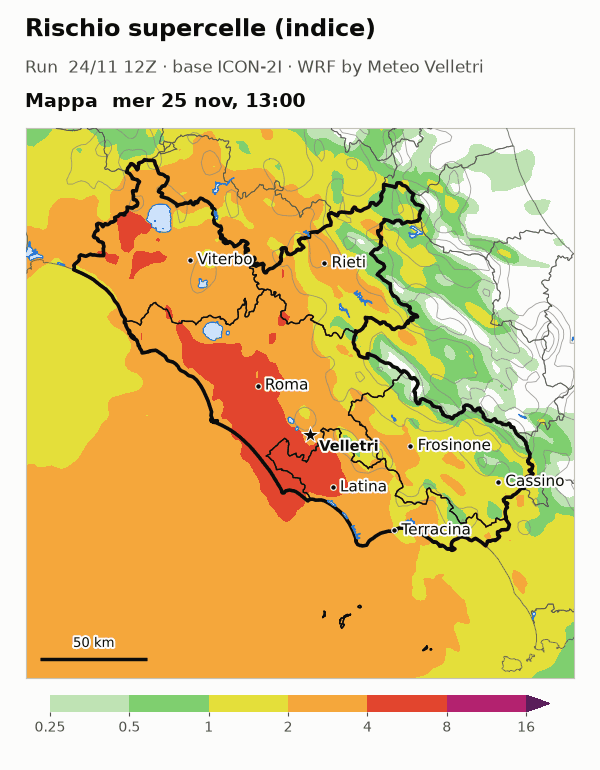 Rischio supercelle (indice)
Run  24/11 12Z · base ICON-2I · WRF by Meteo Velletri
Mappa  mer 25 nov, 13:00
Viterbo
Rieti
Roma
Velletri
Frosinone
Cassino
Latina
Terracina
50 km
0.25 0.5 1 2 4 8 16